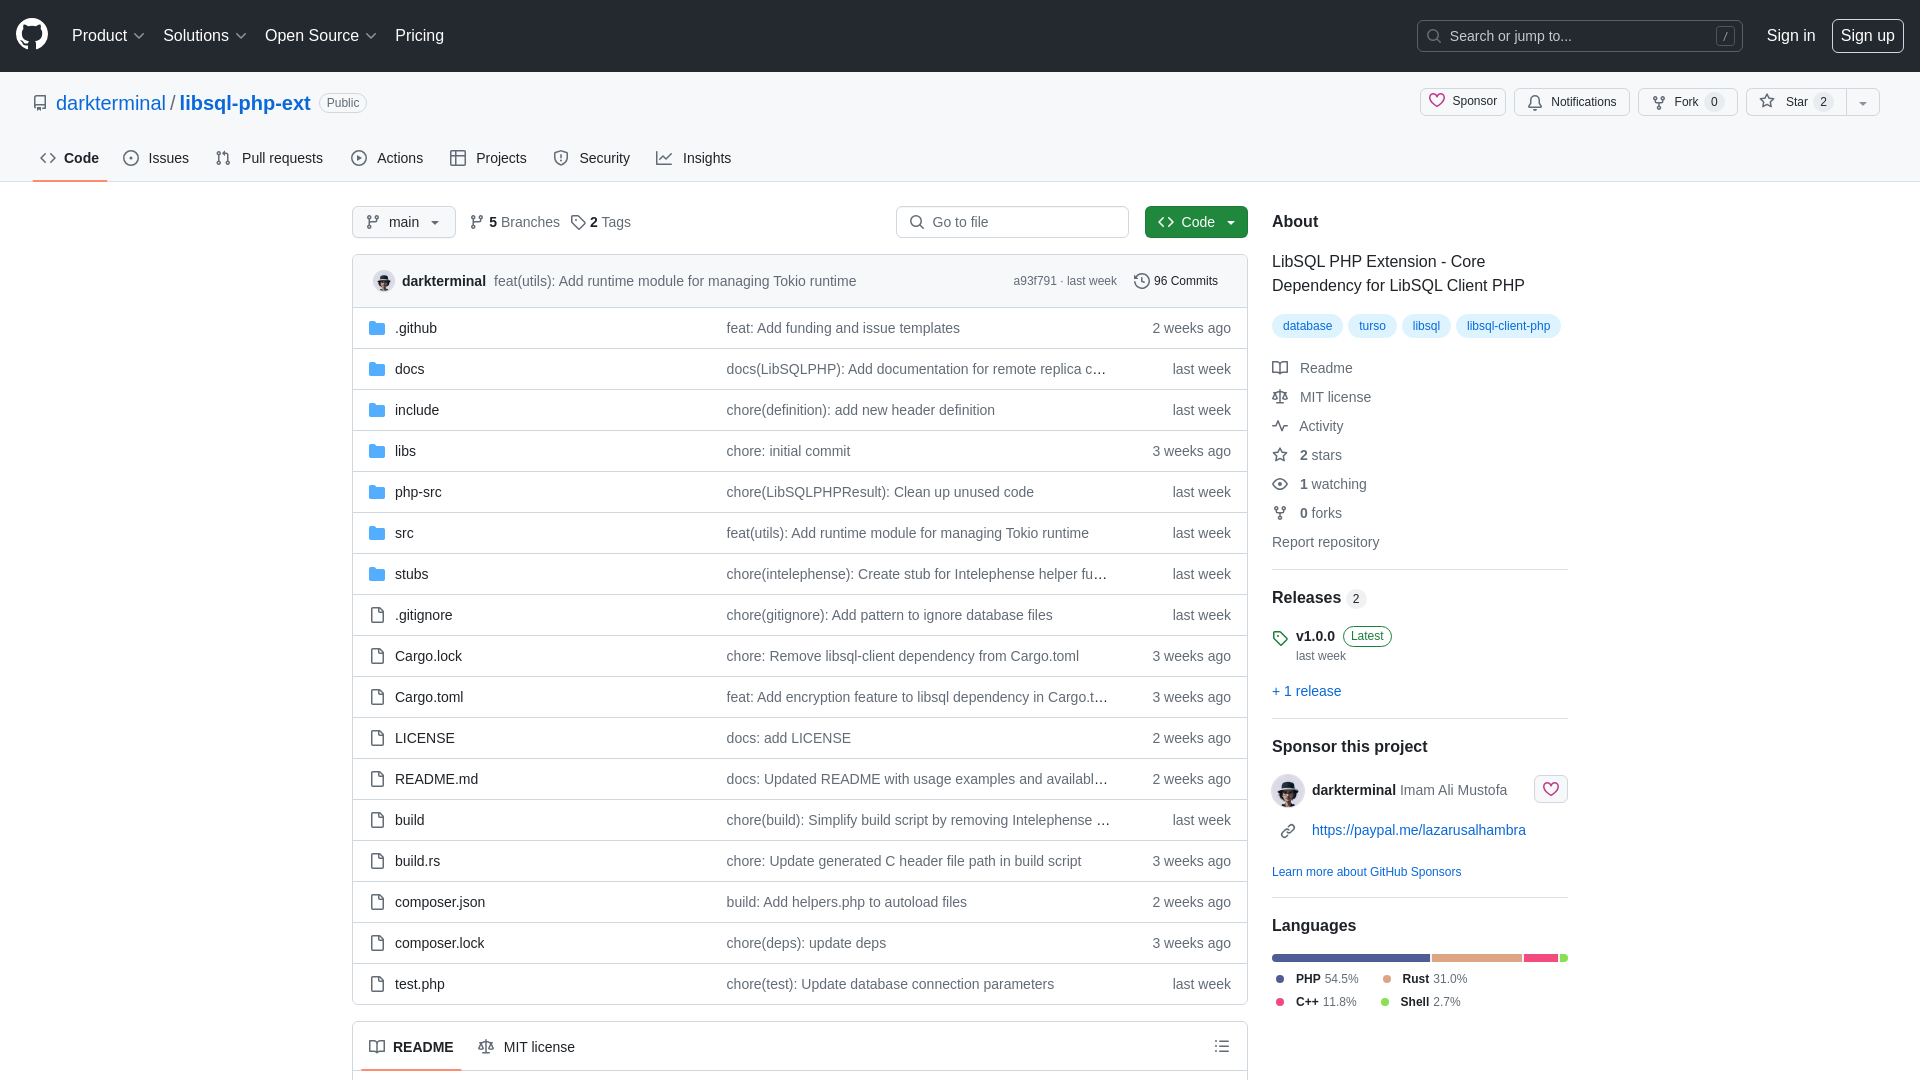 Product Solutions Open Source Pricing Search or jump to... / Sign in Sign up
darkterminal / libsql-php-ext Public Sponsor Notifications Fork 0 Star 2
Code Issues Pull requests Actions Projects Security Insights
main 5 Branches 2 Tags Go to file Code
darkterminal feat(utils): Add runtime module for managing Tokio runtime a93f791 · last week 96 Commits
.github feat: Add funding and issue templates 2 weeks ago
docs docs(LibSQLPHP): Add documentation for remote replica c… last week
include chore(definition): add new header definition last week
libs chore: initial commit 3 weeks ago
php-src chore(LibSQLPHPResult): Clean up unused code last week
src feat(utils): Add runtime module for managing Tokio runtime last week
stubs chore(intelephense): Create stub for Intelephense helper fu… last week
.gitignore chore(gitignore): Add pattern to ignore database files last week
Cargo.lock chore: Remove libsql-client dependency from Cargo.toml 3 weeks ago
Cargo.toml feat: Add encryption feature to libsql dependency in Cargo.t… 3 weeks ago
LICENSE docs: add LICENSE 2 weeks ago
README.md docs: Updated README with usage examples and availabl… 2 weeks ago
build chore(build): Simplify build script by removing Intelephense … last week
build.rs chore: Update generated C header file path in build script 3 weeks ago
composer.json build: Add helpers.php to autoload files 2 weeks ago
composer.lock chore(deps): update deps 3 weeks ago
test.php chore(test): Update database connection parameters last week
README MIT license
About
LibSQL PHP Extension - Core
Dependency for LibSQL Client PHP
database turso libsql libsql-client-php
Readme
MIT license
Activity
2 stars
1 watching
0 forks
Report repository
Releases 2
v1.0.0 Latest
last week
+ 1 release
Sponsor this project
darkterminal Imam Ali Mustofa
https://paypal.me/lazarusalhambra
Learn more about GitHub Sponsors
Languages
PHP 54.5% Rust 31.0%
C++ 11.8% Shell 2.7%